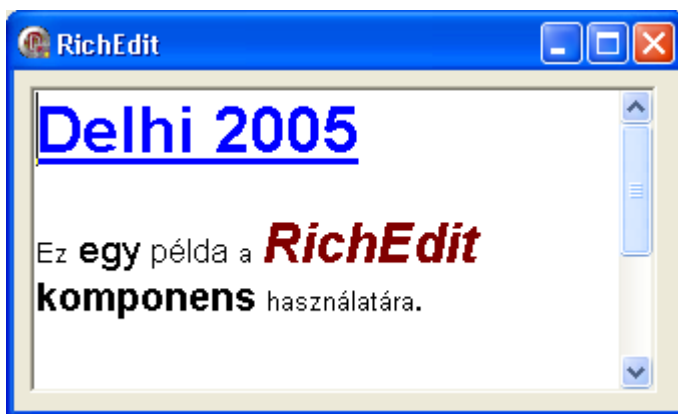 RichEdit
Delhi 2005
Ez egy példa a RichEdit
komponens használatára.